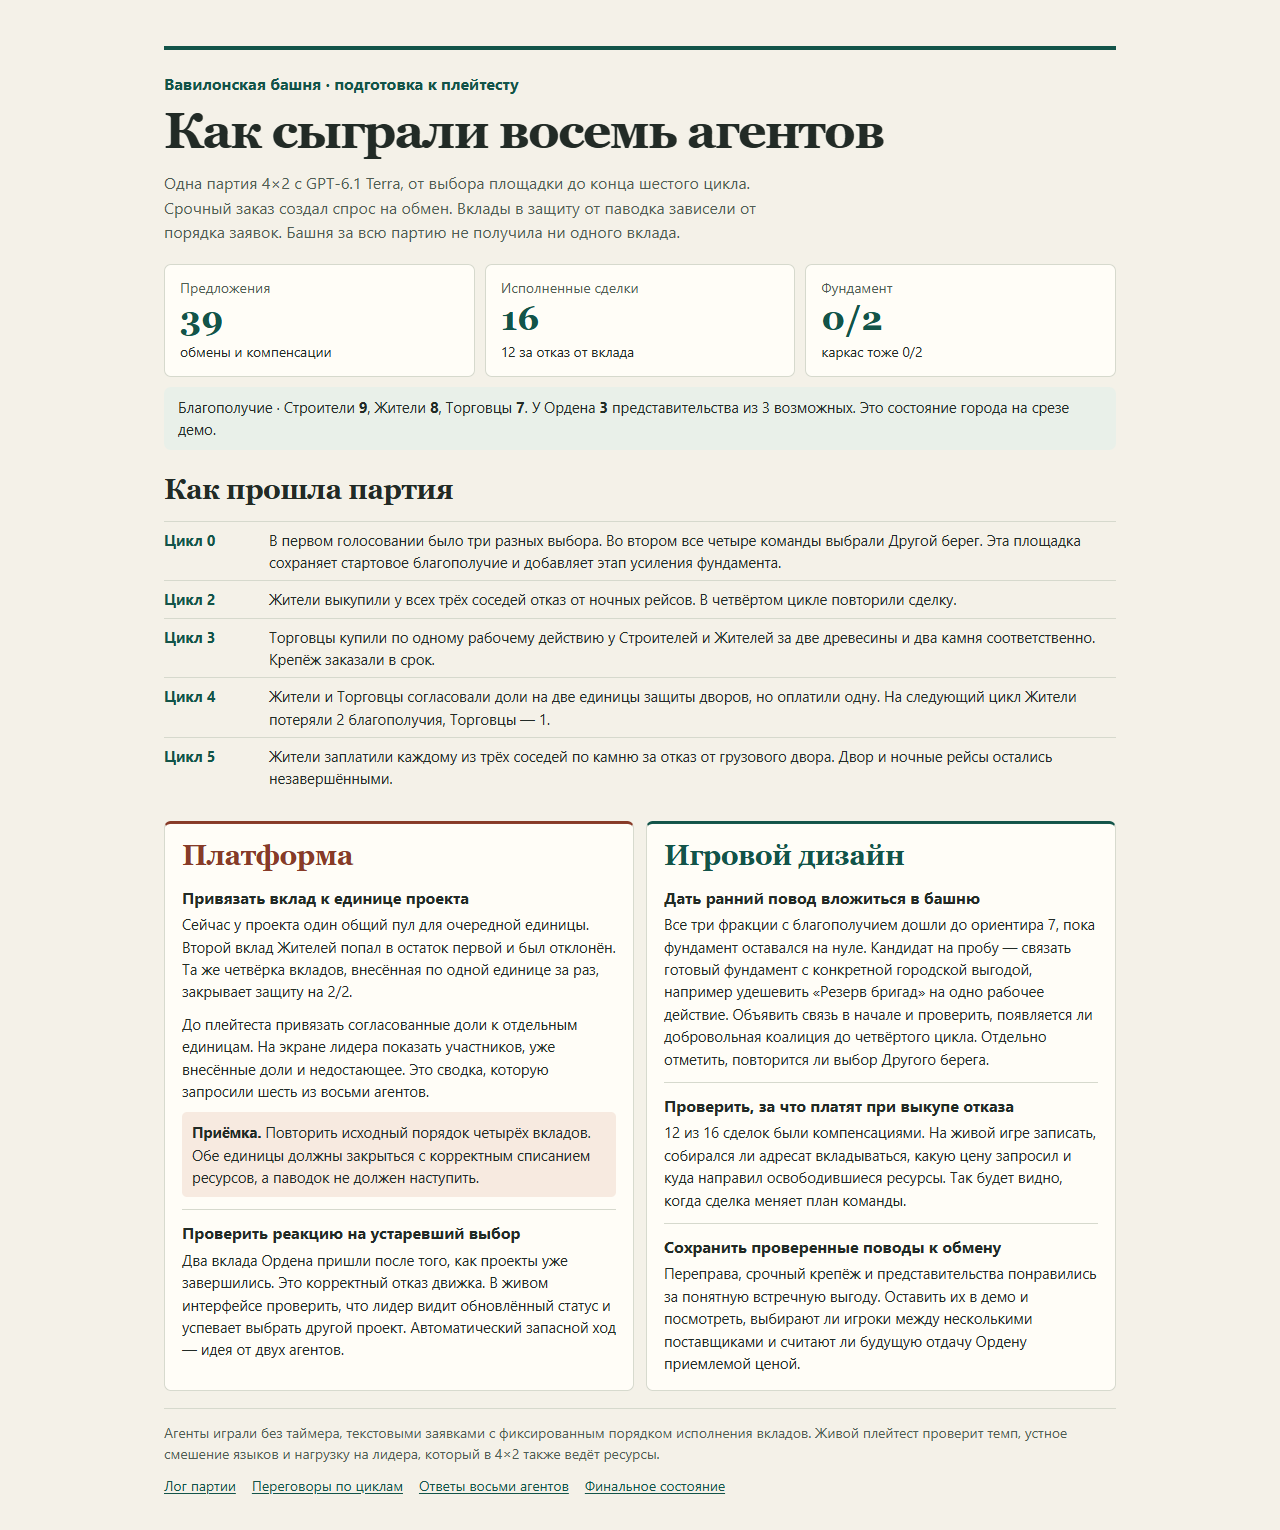 Вавилонская башня · подготовка к плейтесту
Как сыграли восемь агентов
Одна партия 4×2 с GPT-6.1 Terra, от выбора площадки до конца шестого цикла.
Срочный заказ создал спрос на обмен. Вклады в защиту от паводка зависели от
порядка заявок. Башня за всю партию не получила ни одного вклада.
Предложения
39
обмены и компенсации
Исполненные сделки
16
12 за отказ от вклада
Фундамент
0/2
каркас тоже 0/2
Благополучие · Строители 9, Жители 8, Торговцы 7. У Ордена 3 представительства из 3 возможных. Это состояние города на срезе
демо.
Как прошла партия
Цикл 0
В первом голосовании было три разных выбора. Во втором все четыре команды выбрали Другой берег. Эта площадка
сохраняет стартовое благополучие и добавляет этап усиления фундамента.
Цикл 2
Жители выкупили у всех трёх соседей отказ от ночных рейсов. В четвёртом цикле повторили сделку.
Цикл 3
Торговцы купили по одному рабочему действию у Строителей и Жителей за две древесины и два камня соответственно.
Крепёж заказали в срок.
Цикл 4
Жители и Торговцы согласовали доли на две единицы защиты дворов, но оплатили одну. На следующий цикл Жители
потеряли 2 благополучия, Торговцы — 1.
Цикл 5
Жители заплатили каждому из трёх соседей по камню за отказ от грузового двора. Двор и ночные рейсы остались
незавершёнными.
Платформа
Привязать вклад к единице проекта
Сейчас у проекта один общий пул для очередной единицы.
Второй вклад Жителей попал в остаток первой и был отклонён.
Та же четвёрка вкладов, внесённая по одной единице за раз,
закрывает защиту на 2/2.
До плейтеста привязать согласованные доли к отдельным
единицам. На экране лидера показать участников, уже
внесённые доли и недостающее. Это сводка, которую
запросили шесть из восьми агентов.
Приёмка. Повторить исходный порядок четырёх вкладов.
Обе единицы должны закрыться с корректным списанием
ресурсов, а паводок не должен наступить.
Проверить реакцию на устаревший выбор
Два вклада Ордена пришли после того, как проекты уже
завершились. Это корректный отказ движка. В живом
интерфейсе проверить, что лидер видит обновлённый статус и
успевает выбрать другой проект. Автоматический запасной ход
— идея от двух агентов.
Игровой дизайн
Дать ранний повод вложиться в башню
Все три фракции с благополучием дошли до ориентира 7, пока
фундамент оставался на нуле. Кандидат на пробу — связать
готовый фундамент с конкретной городской выгодой,
например удешевить «Резерв бригад» на одно рабочее
действие. Объявить связь в начале и проверить, появляется ли
добровольная коалиция до четвёртого цикла. Отдельно
отметить, повторится ли выбор Другого берега.
Проверить, за что платят при выкупе отказа
12 из 16 сделок были компенсациями. На живой игре записать,
собирался ли адресат вкладываться, какую цену запросил и
куда направил освободившиеся ресурсы. Так будет видно,
когда сделка меняет план команды.
Сохранить проверенные поводы к обмену
Переправа, срочный крепёж и представительства понравились
за понятную встречную выгоду. Оставить их в демо и
посмотреть, выбирают ли игроки между несколькими
поставщиками и считают ли будущую отдачу Ордену
приемлемой ценой.
Агенты играли без таймера, текстовыми заявками с фиксированным порядком исполнения вкладов. Живой плейтест проверит темп, устное
смешение языков и нагрузку на лидера, который в 4×2 также ведёт ресурсы.
Лог партии Переговоры по циклам Ответы восьми агентов Финальное состояние